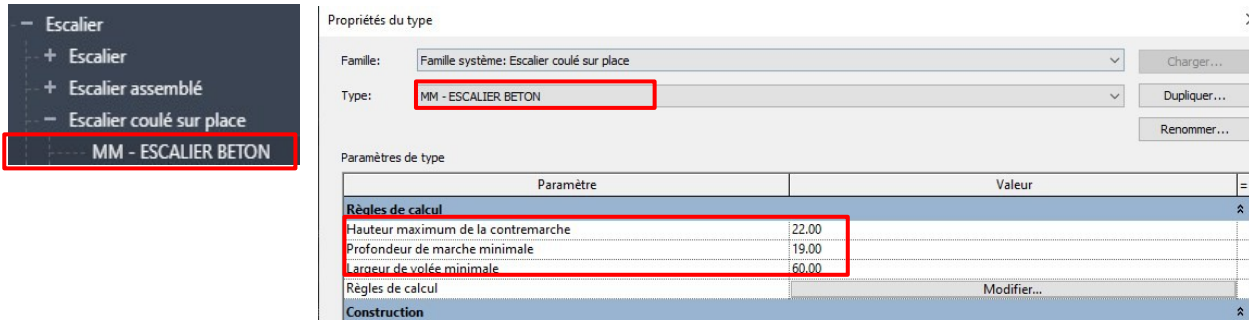 − Escalier
+ Escalier
+ Escalier assemblé
− Escalier coulé sur place
MM - ESCALIER BETON
Propriétés du type
Famille: Famille système: Escalier coulé sur place Charger...
Type: MM - ESCALIER BETON Dupliquer...
Renommer...
Paramètres de type
Paramètre Valeur =
Règles de calcul
Hauteur maximum de la contremarche 22.00
Profondeur de marche minimale 19.00
Largeur de volée minimale 60.00
Règles de calcul Modifier...
Construction